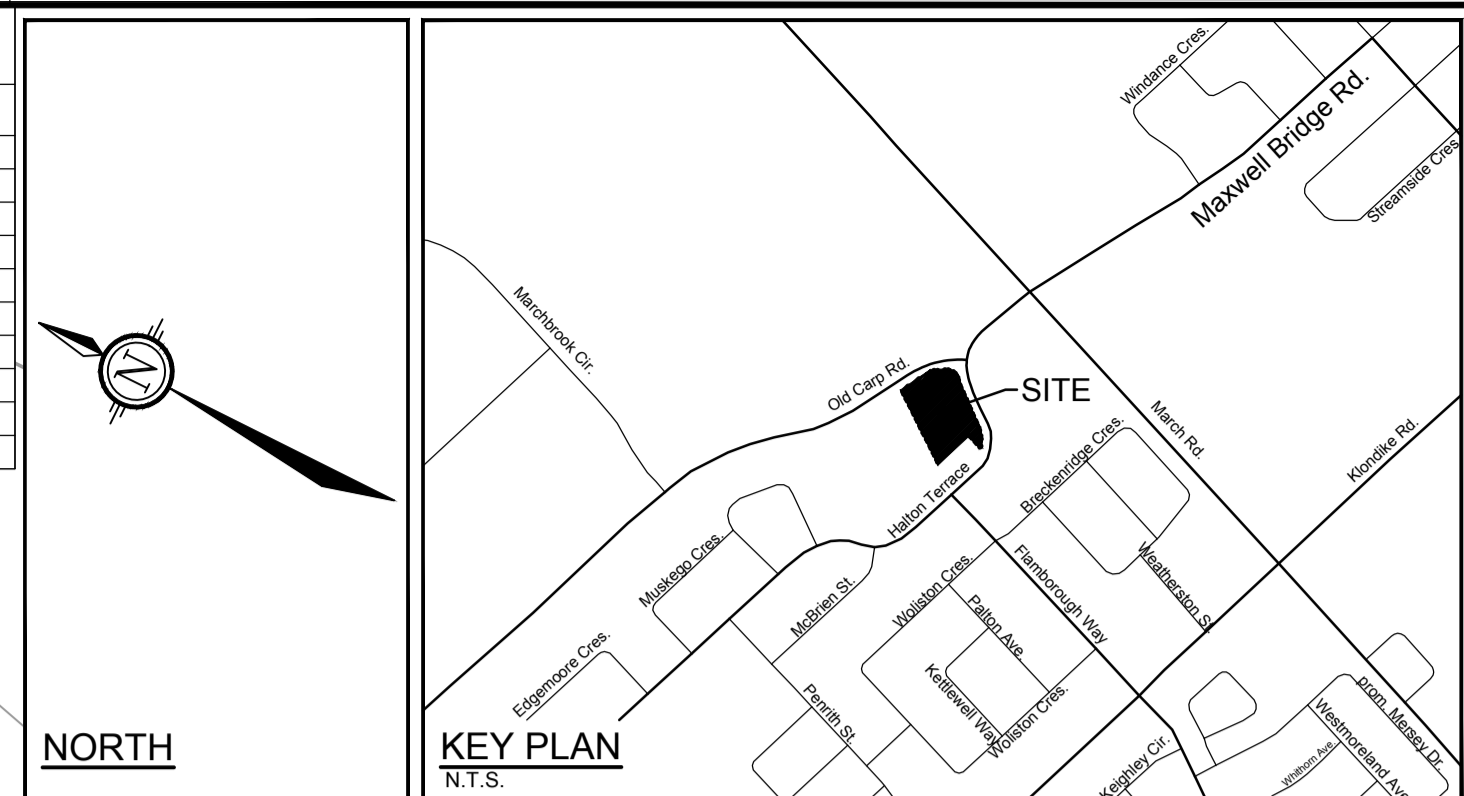 N
NORTH
KEY PLAN
N.T.S.
Windance Cres.
Maxwell Bridge Rd.
Streamside Cres.
Marchbrook Cir.
Old Carp Rd.
SITE
March Rd.
Klondike Rd.
Breckenridge Cres.
Halton Terrace
Muskego Cres.
McBrien St.
Woliston Cres.
Flamborough Way
Weatherston S
Palton Ave.
Edgemoore Cres.
Penrith St.
Kettlewell Way
Woliston Cres.
prom. Mersey Dr.
Westmoreland Av
Whithorn Ave.
Keighley Cir.